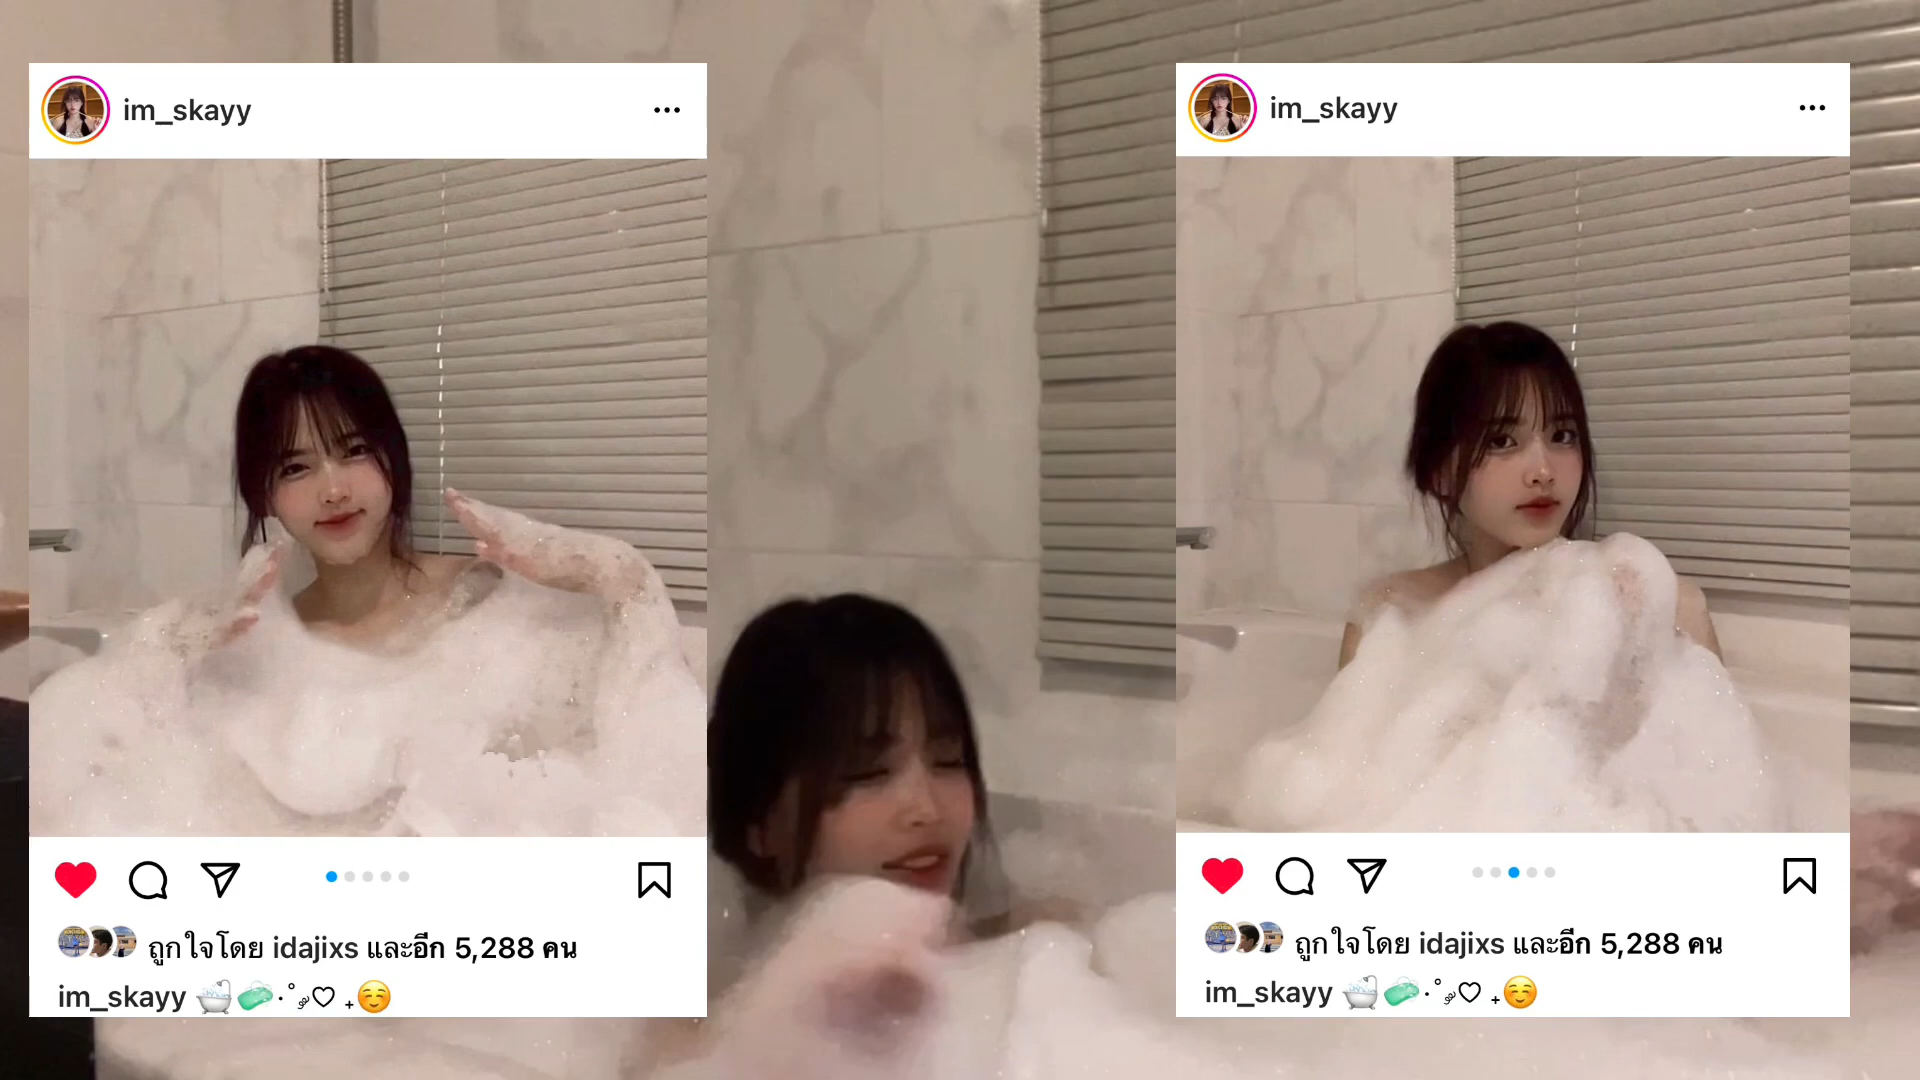 im_skayy
ถูกใจโดย idajixs และอีก 5,288 คน
im_skayy 🛁🧼‧˚ ༘♡ ₊☺️
im_skayy
ถูกใจโดย idajixs และอีก 5,288 คน
im_skayy 🛁🧼‧˚ ༘♡ ₊☺️